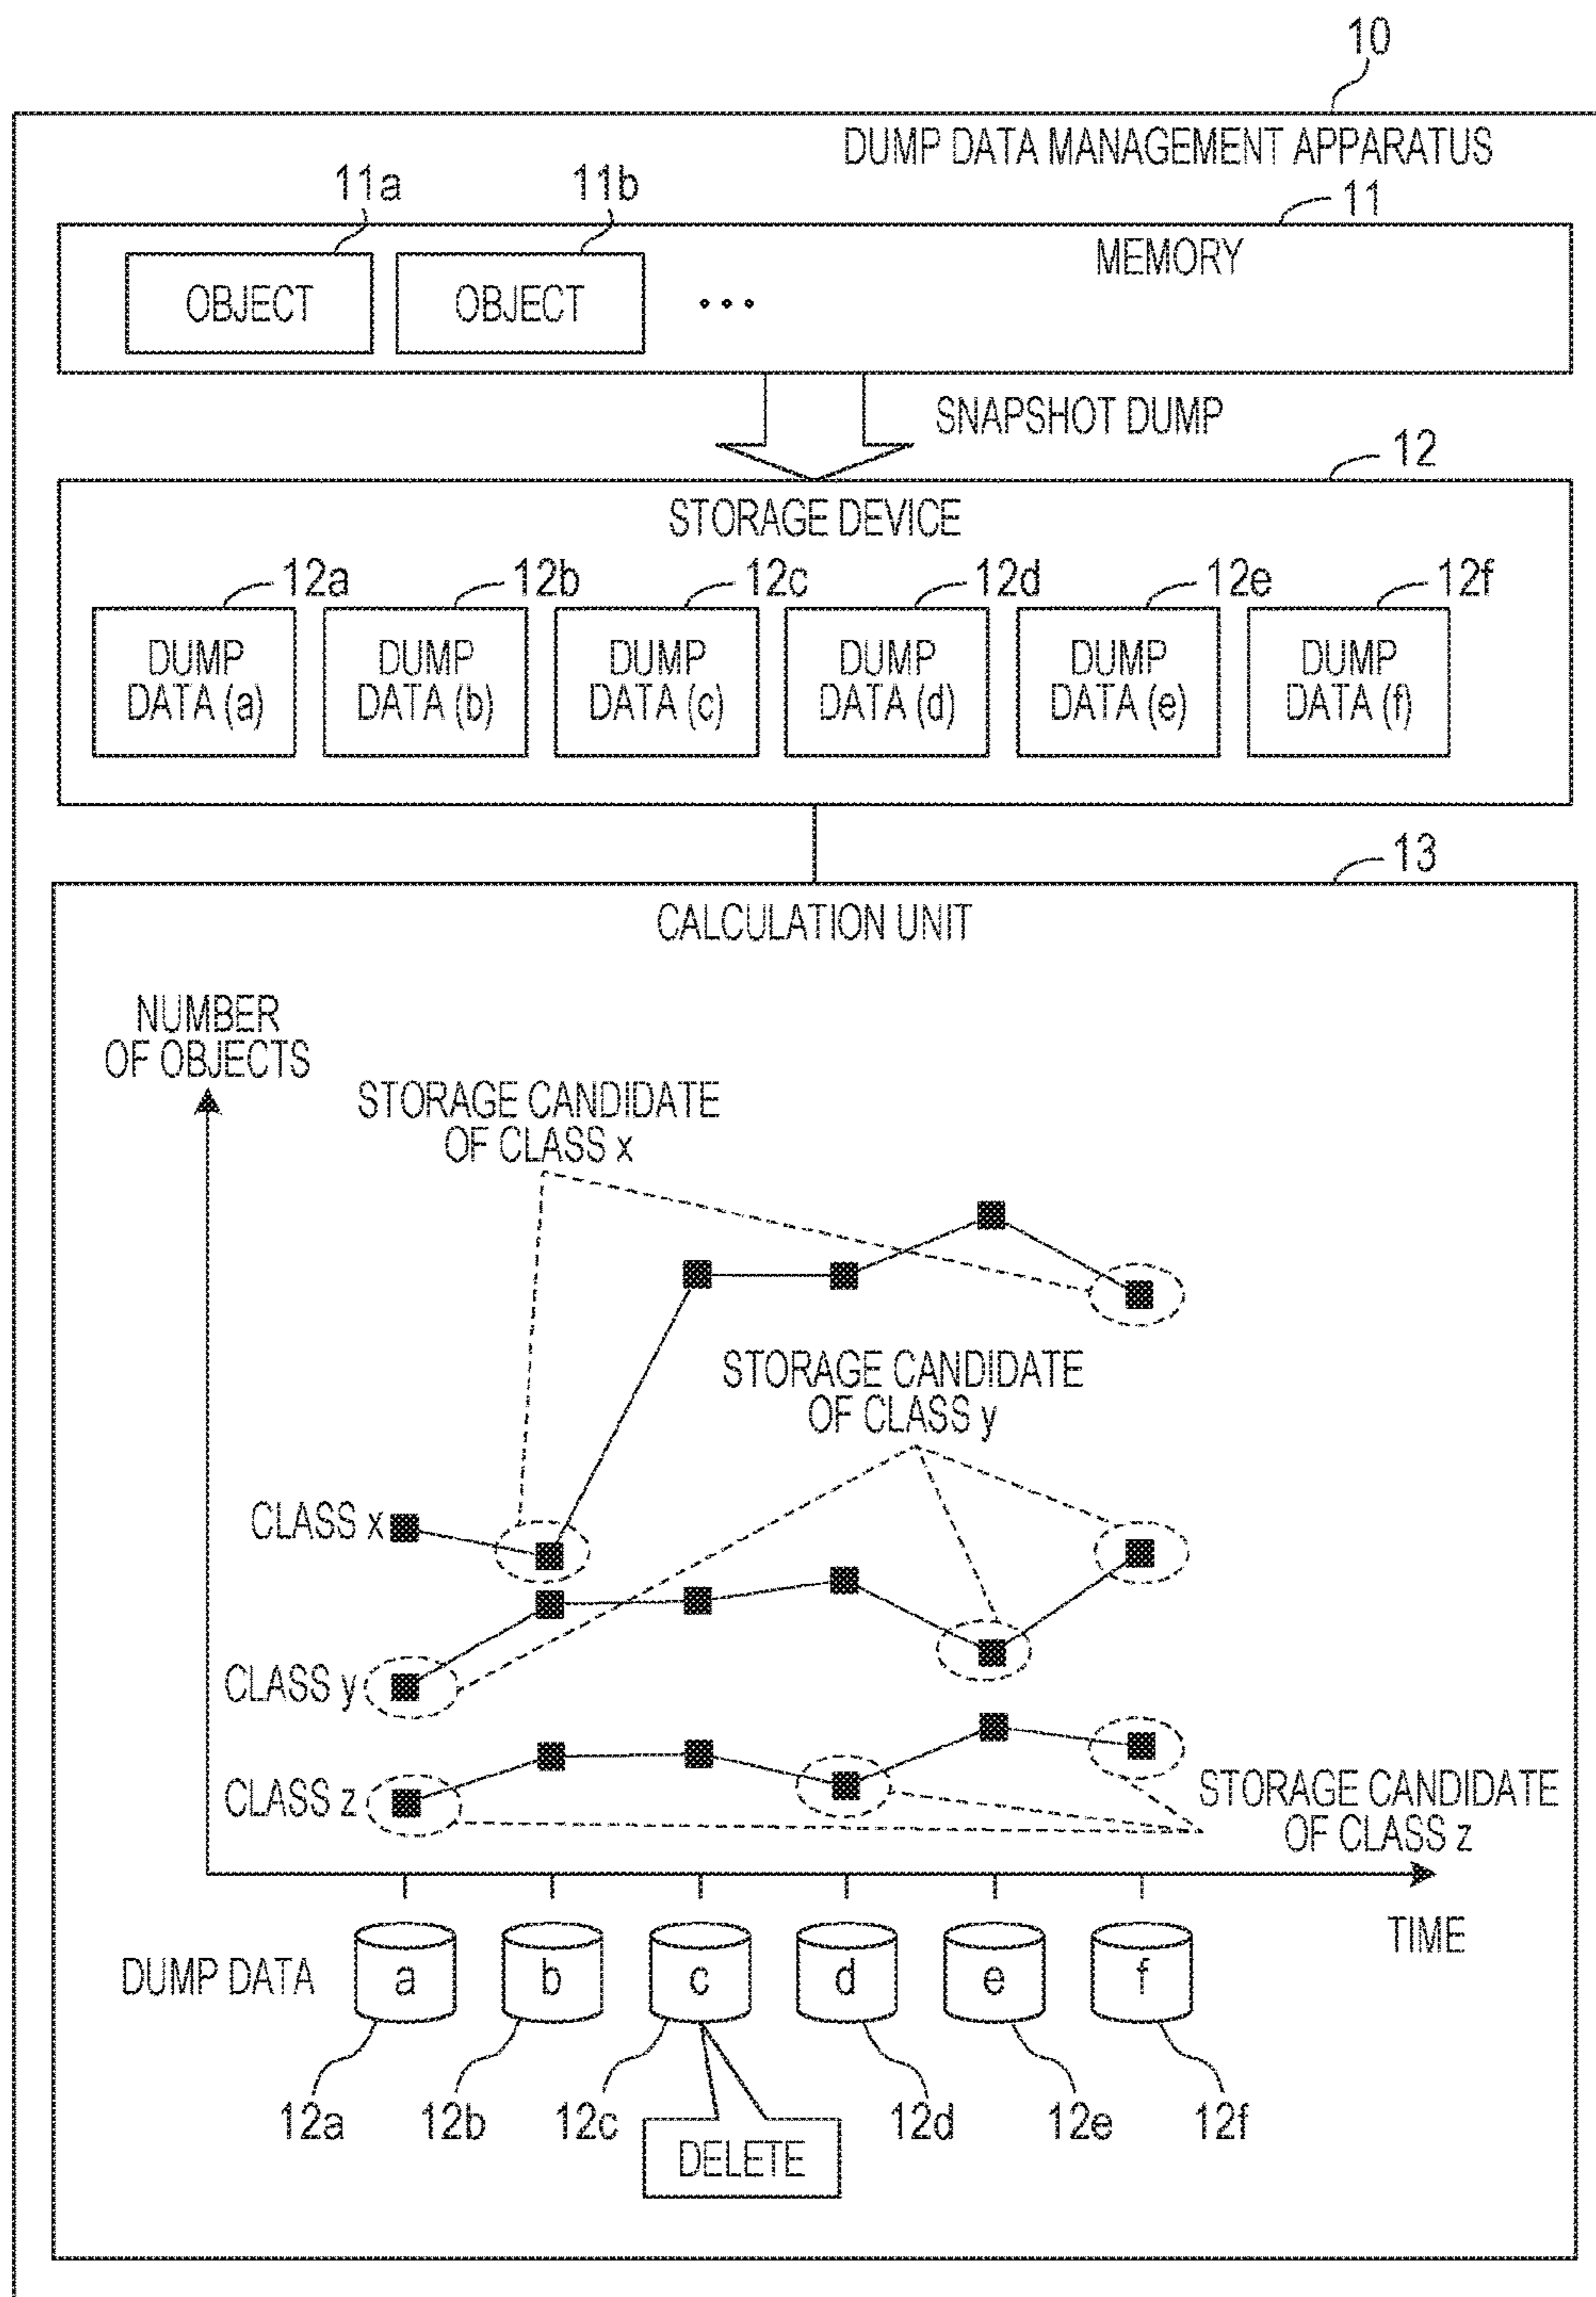 10
DUMP DATA MANAGEMENT APPARATUS
11a
11b
11
MEMORY
OBJECT
OBJECT
...
SNAPSHOT DUMP
12
STORAGE DEVICE
12a
12b
12c
12d
12e
12f
DUMP
DATA (a)
DUMP
DATA (b)
DUMP
DATA (c)
DUMP
DATA (d)
DUMP
DATA (e)
DUMP
DATA (f)
13
CALCULATION UNIT
NUMBER
OF OBJECTS
STORAGE CANDIDATE
OF CLASS x
STORAGE CANDIDATE
OF CLASS y
CLASS x
CLASS y
CLASS z
STORAGE CANDIDATE
OF CLASS z
TIME
DUMP DATA
a
b
c
d
e
f
12a
12b
12c
12d
12e
12f
DELETE